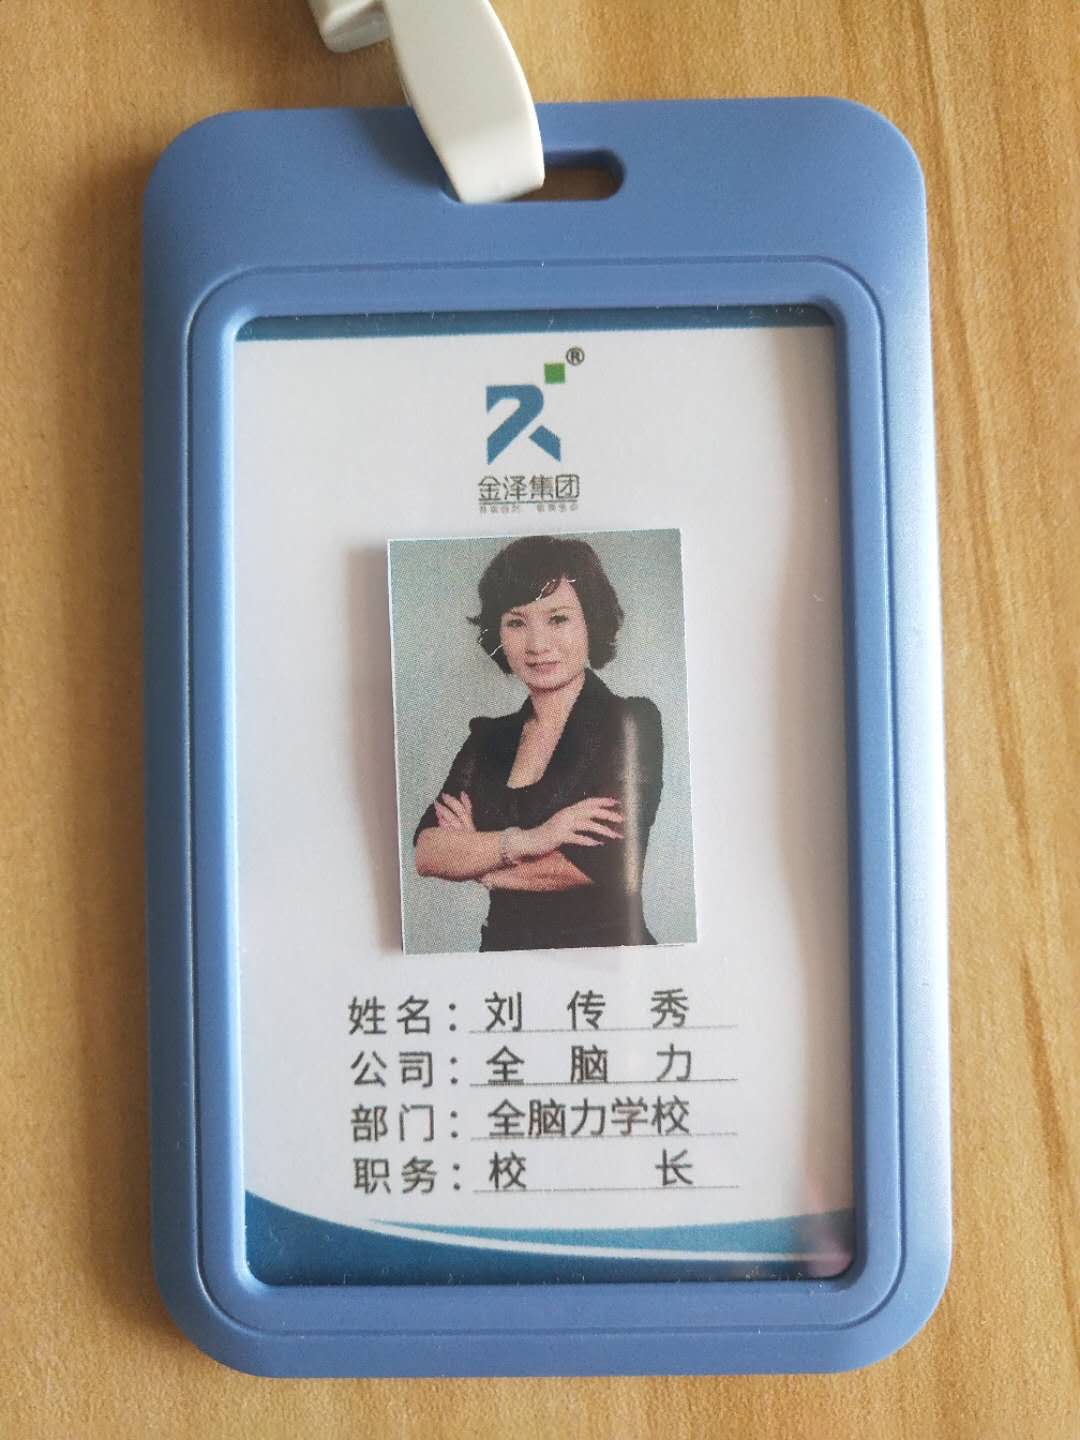 ®
金泽集团
姓名：刘传秀
公司：全脑力
部门：全脑力学校
职务：校长